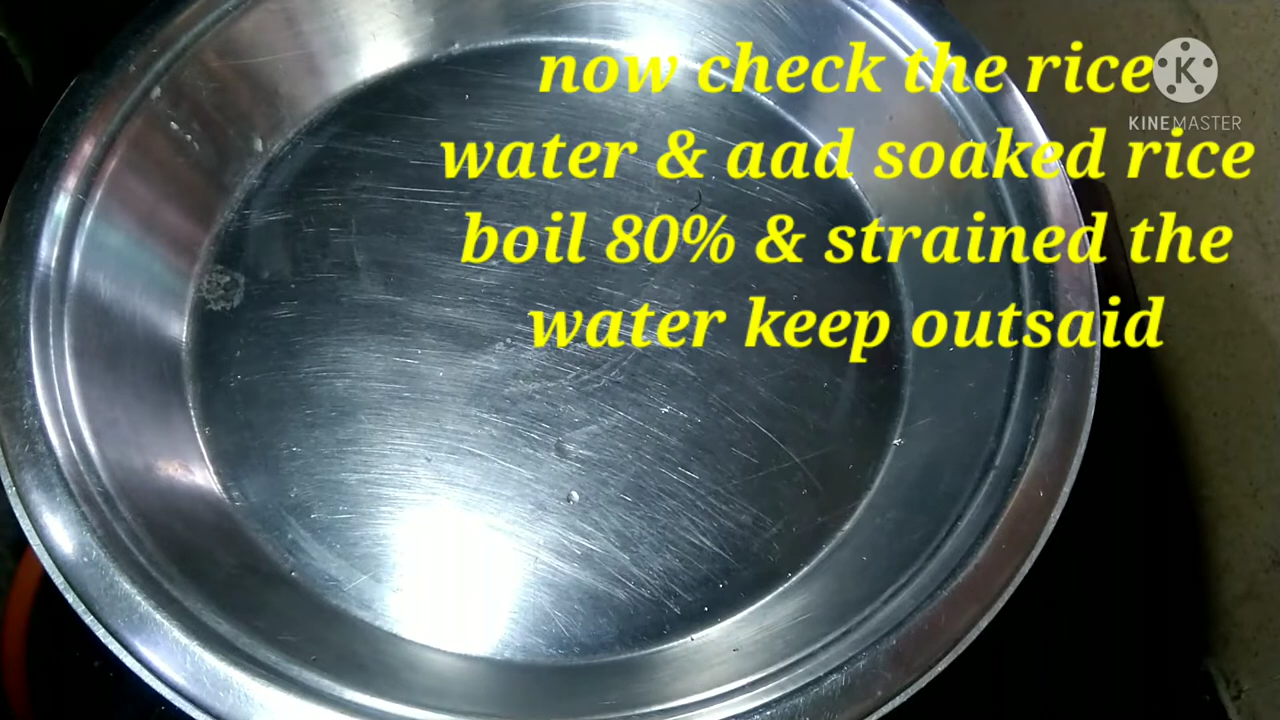 now check the rice
KINEMASTER
water & aad soaked rice
boil 80% & strained the
water keep outsaid